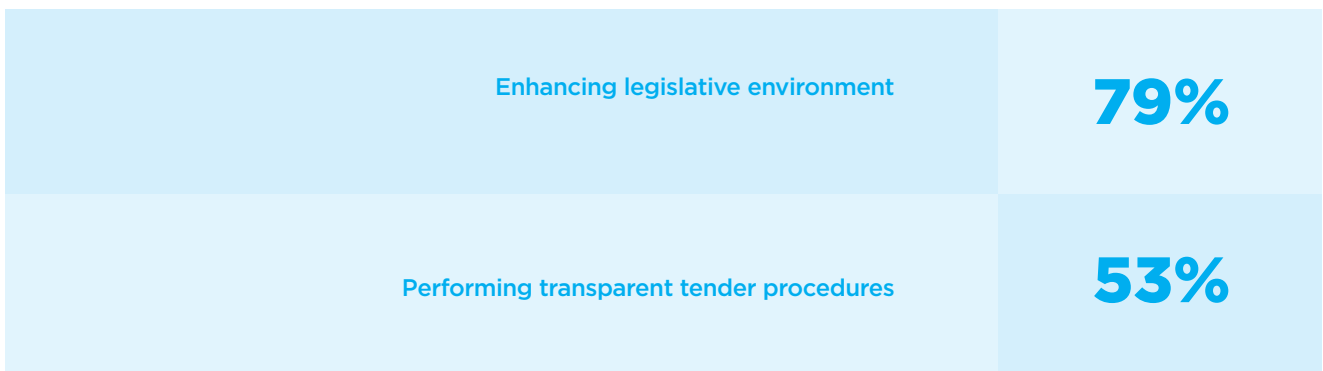 Enhancing legislative environment
79%
Performing transparent tender procedures
53%